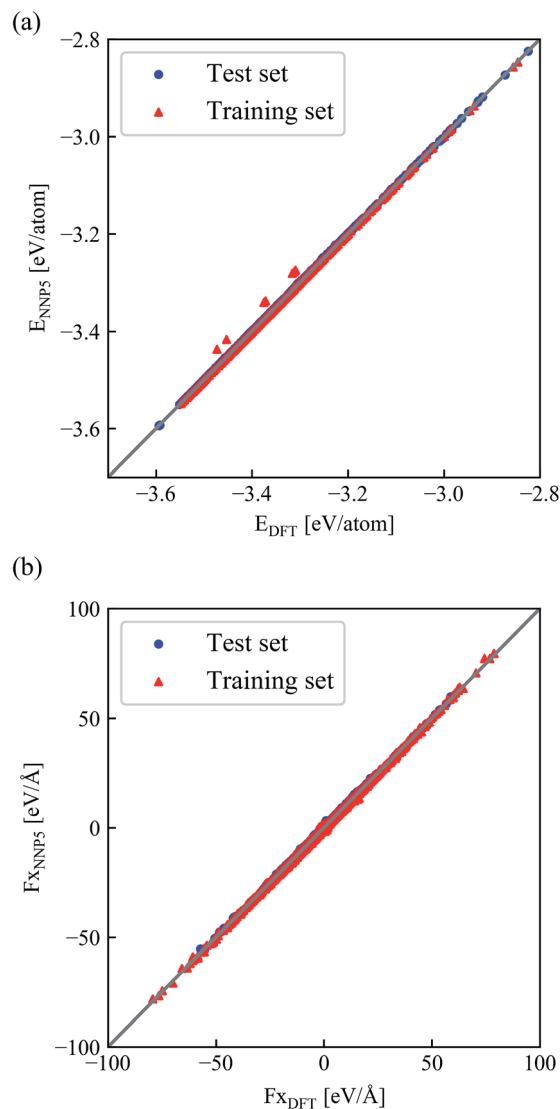 (a)
−2.8
Test set
Training set
−3.0
−3.2
−3.4
−3.6
E_NNP5 [eV/atom]
−3.6 −3.4 −3.2 −3.0 −2.8
E_DFT [eV/atom]
(b)
100
Test set
Training set
50
0
−50
−100
Fx_NNP5 [eV/Å]
−100 −50 0 50 100
Fx_DFT [eV/Å]